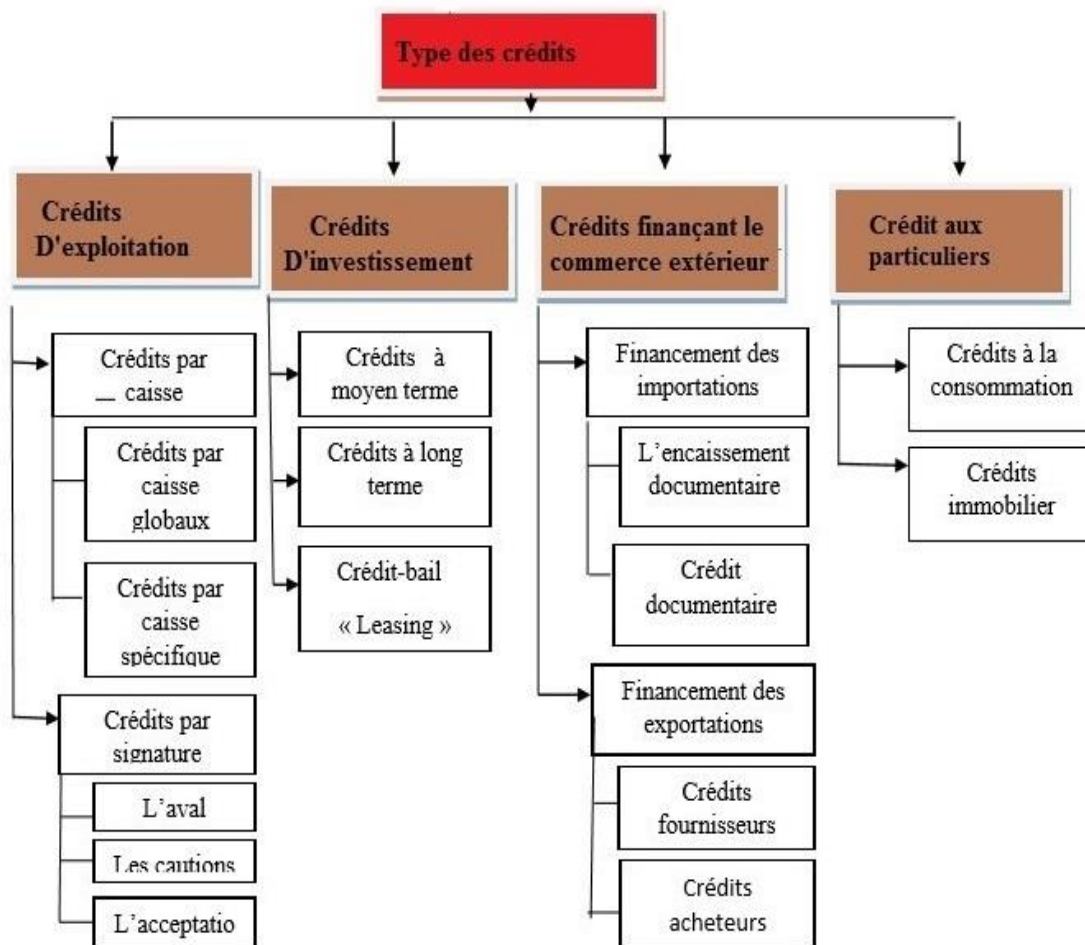 Type des crédits
Crédits
D'exploitation
Crédits
D'investissement
Crédits finançant le
commerce extérieur
Crédit aux
particuliers
Crédits par
caisse
Crédits par
caisse
globaux
Crédits par
caisse
spécifique
Crédits par
signature
L'aval
Les cautions
L'acceptatio
Crédits à
moyen terme
Crédits à long
terme
Crédit-bail
« Leasing »
Financement des
importations
L'encaissement
documentaire
Crédit
documentaire
Financement des
exportations
Crédits
fournisseurs
Crédits
acheteurs
Crédits à la
consommation
Crédits
immobilier